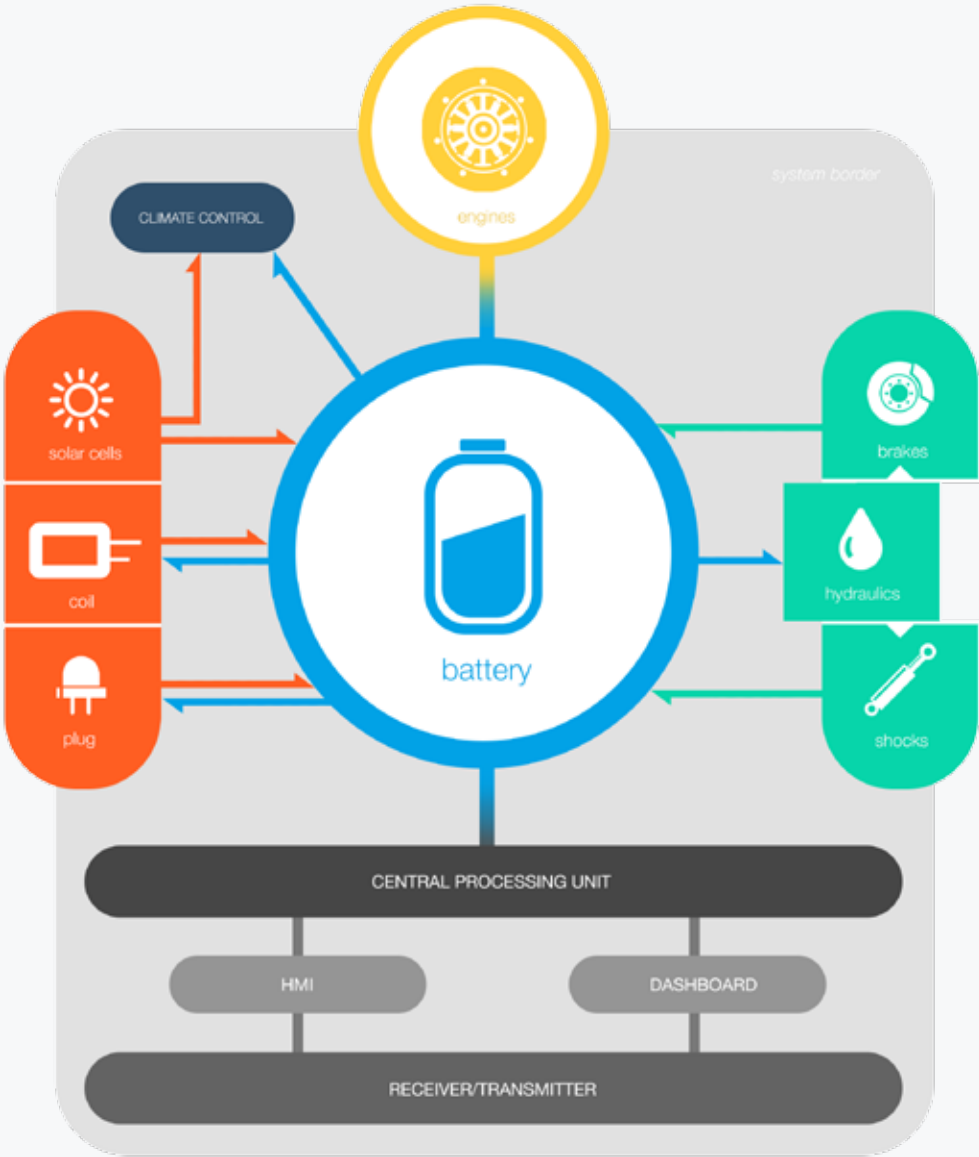 engines
system border
CLIMATE CONTROL
solar cells
brakes
coil
hydraulics
battery
plug
shocks
CENTRAL PROCESSING UNIT
HMI
DASHBOARD
RECEIVER/TRANSMITTER